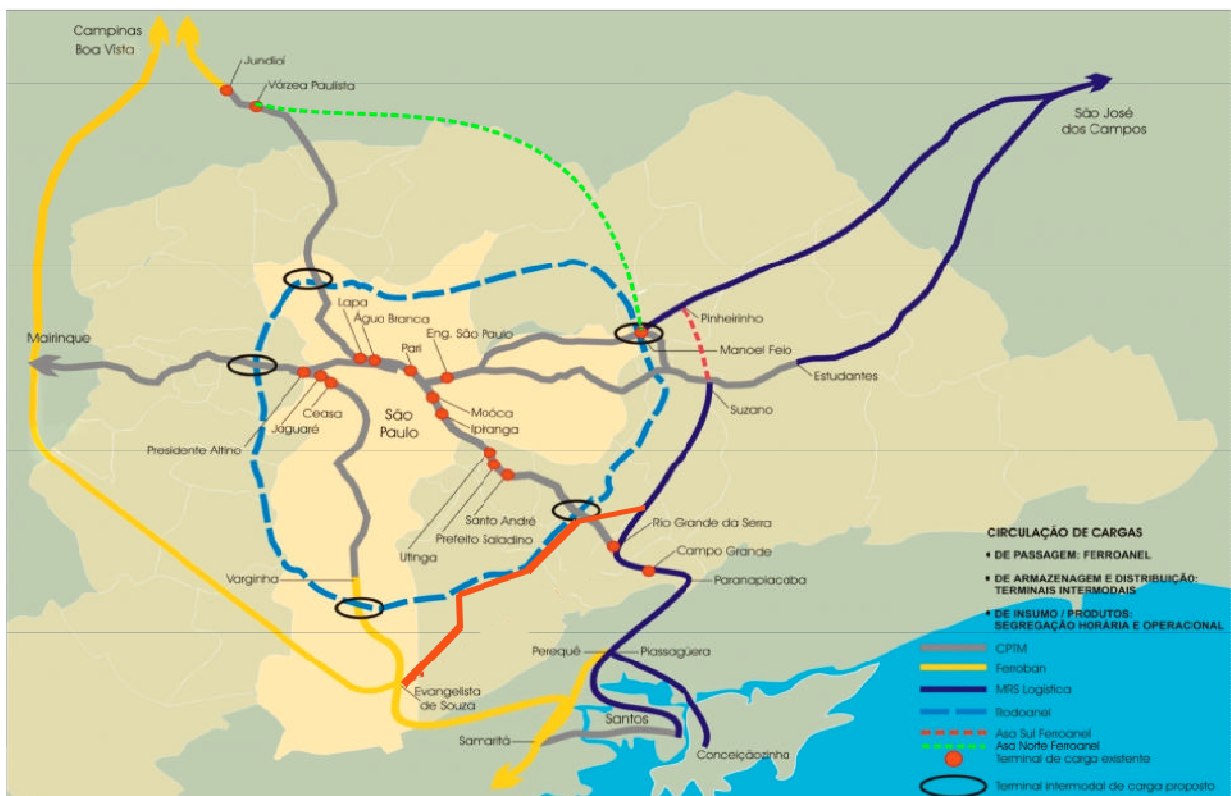 Campinas
Boa Vista
Jundiaí
Várzea Paulista
São José
dos Campos
Lapa
Água Branca
Eng. São Paulo
Pari
Pinheirinho
Mairinque
Manoel Feio
Estudantes
Suzano
Moóca
Ipiranga
São
Paulo
Ceasa
Jaguaré
Presidente Altino
Santo André
Prefeito Saladino
Utinga
Rio Grande da Serra
Campo Grande
Paranapiacaba
Varginha
Perequê
Piassagüera
Evangelista
de Souza
Santos
Samaritá
Conceiçãozinha
CIRCULAÇÃO DE CARGAS
• DE PASSAGEM: FERROANEL
• DE ARMAZENAGEM E DISTRIBUIÇÃO:
TERMINAIS INTERMODAIS
• DE INSUMO / PRODUTOS:
SEGREGAÇÃO HORARIA E OPERACIONAL
CPTM
Ferroban
MRS Logística
Rodoanel
Asa Sul Ferroanel
Asa Norte Ferroanel
Terminal de carga existente
Terminal intermodal de carga proposto